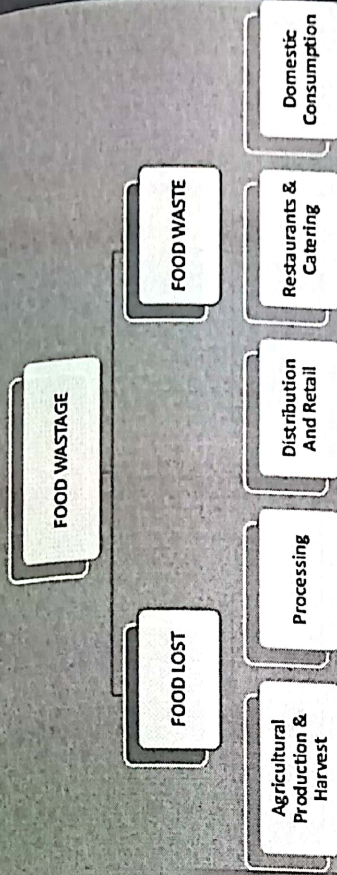 FOOD WASTAGE
FOOD LOST
FOOD WASTE
Agricultural
Production &
Harvest
Processing
Distribution
And Retail
Restaurants &
Catering
Domestic
Consumption